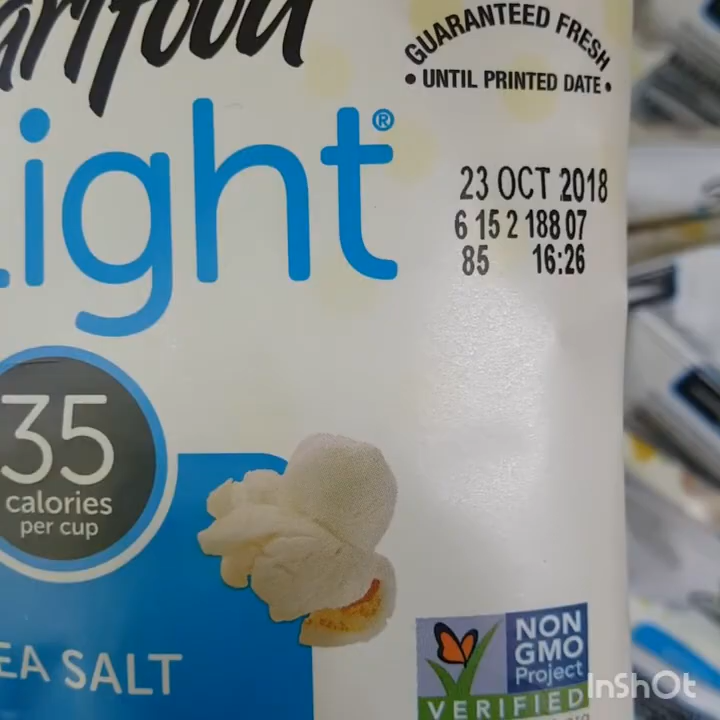 GUARANTEED FRESH
• UNTIL PRINTED DATE •
Light®
23 OCT 2018
6 15 2 188 07
85 16:26
35
calories
per cup
EA SALT
NON
GMO
Project
VERIFIED
InShOt